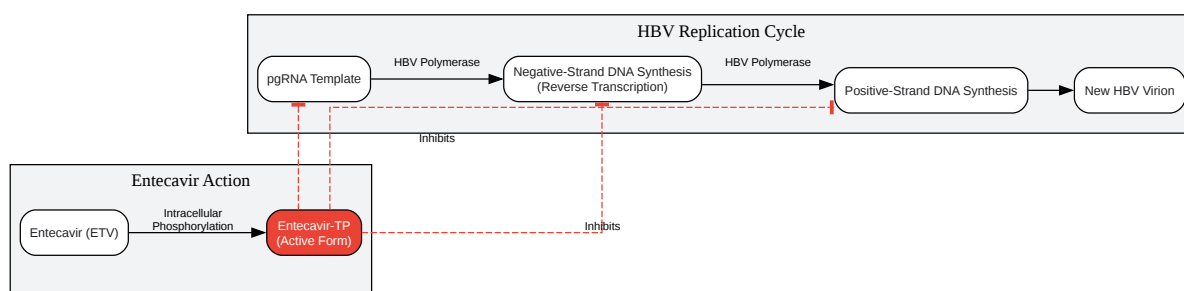 HBV Replication Cycle
pgRNA Template
HBV Polymerase
Negative-Strand DNA Synthesis
(Reverse Transcription)
HBV Polymerase
Positive-Strand DNA Synthesis
New HBV Virion
Inhibits
Entecavir Action
Entecavir (ETV)
Intracellular
Phosphorylation
Entecavir-TP
(Active Form)
Inhibits